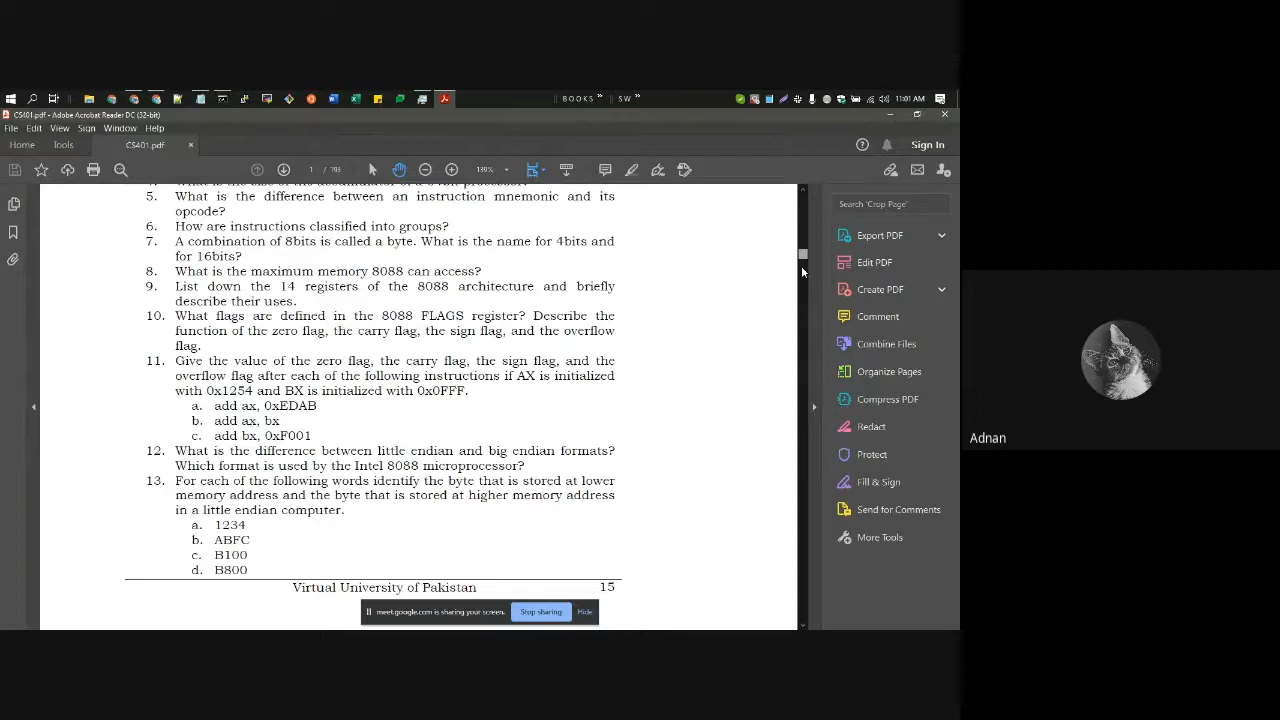 BOOKS » SW »
11:01 AM
CS401.pdf - Adobe Acrobat Reader DC (32-bit)
File Edit View Sign Window Help
Home Tools CS401.pdf × Sign In
1 / 193 139%
5. What is the difference between an instruction mnemonic and its
opcode?
6. How are instructions classified into groups?
7. A combination of 8bits is called a byte. What is the name for 4bits and
for 16bits?
8. What is the maximum memory 8088 can access?
9. List down the 14 registers of the 8088 architecture and briefly
describe their uses.
10. What flags are defined in the 8088 FLAGS register? Describe the
function of the zero flag, the carry flag, the sign flag, and the overflow
flag.
11. Give the value of the zero flag, the carry flag, the sign flag, and the
overflow flag after each of the following instructions if AX is initialized
with 0x1254 and BX is initialized with 0x0FFF.
a. add ax, 0xEDAB
b. add ax, bx
c. add bx, 0xF001
12. What is the difference between little endian and big endian formats?
Which format is used by the Intel 8088 microprocessor?
13. For each of the following words identify the byte that is stored at lower
memory address and the byte that is stored at higher memory address
in a little endian computer.
a. 1234
b. ABFC
c. B100
d. B800
Virtual University of Pakistan 15
meet.google.com is sharing your screen. Stop sharing Hide
Search 'Crop Page'
Export PDF
Edit PDF
Create PDF
Comment
Combine Files
Organize Pages
Compress PDF
Redact
Protect
Fill & Sign
Send for Comments
More Tools
Adnan